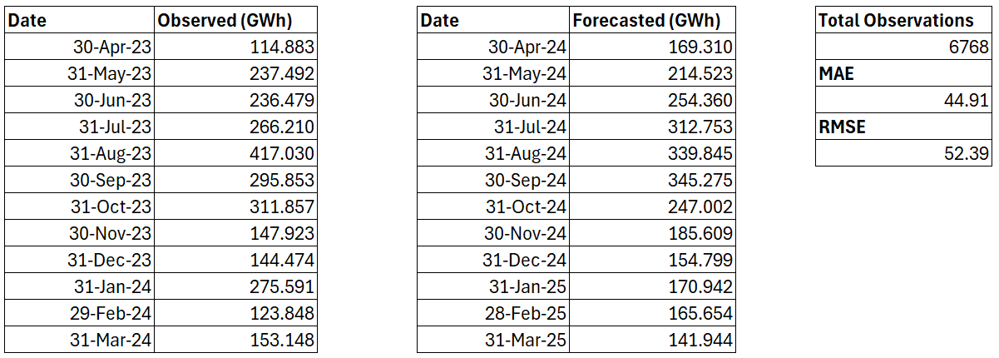 Date Observed (GWh)
30-Apr-23 114.883
31-May-23 237.492
30-Jun-23 236.479
31-Jul-23 266.210
31-Aug-23 417.030
30-Sep-23 295.853
31-Oct-23 311.857
30-Nov-23 147.923
31-Dec-23 144.474
31-Jan-24 275.591
29-Feb-24 123.848
31-Mar-24 153.148
Date Forecasted (GWh)
30-Apr-24 169.310
31-May-24 214.523
30-Jun-24 254.360
31-Jul-24 312.753
31-Aug-24 339.845
30-Sep-24 345.275
31-Oct-24 247.002
30-Nov-24 185.609
31-Dec-24 154.799
31-Jan-25 170.942
28-Feb-25 165.654
31-Mar-25 141.944
Total Observations
6768
MAE
44.91
RMSE
52.39